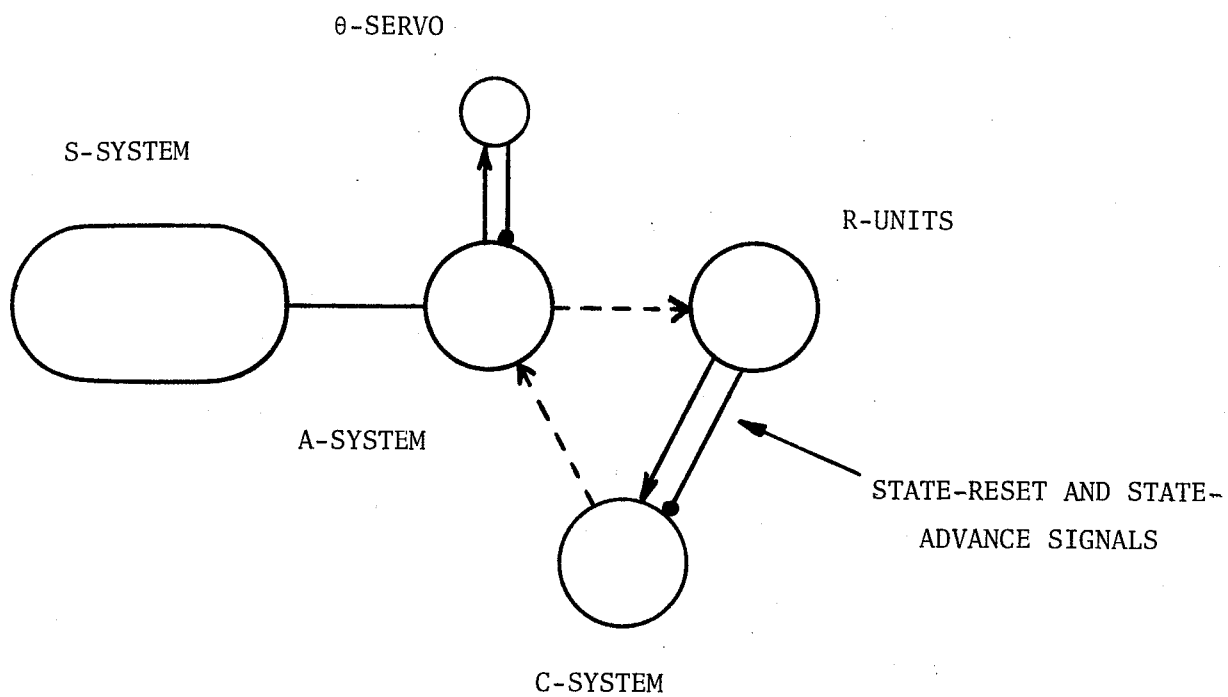 θ-SERVO
S-SYSTEM
R-UNITS
A-SYSTEM
STATE-RESET AND STATE-
ADVANCE SIGNALS
C-SYSTEM